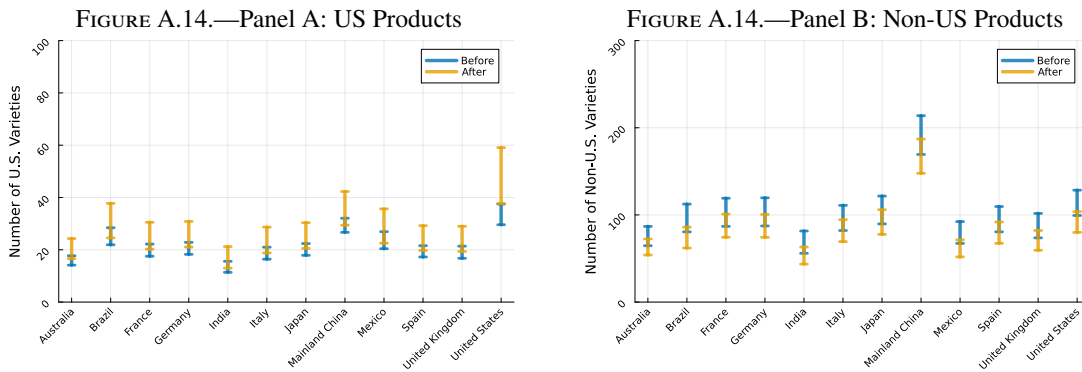 FIGURE A.14.—Panel A: US Products
Number of U.S. Varieties
100
80
60
40
20
0
Before
After
Australia
Brazil
France
Germany
India
Italy
Japan
Mainland China
Mexico
Spain
United Kingdom
United States
FIGURE A.14.—Panel B: Non-US Products
Number of Non-U.S. Varieties
300
200
100
0
Before
After
Australia
Brazil
France
Germany
India
Italy
Japan
Mainland China
Mexico
Spain
United Kingdom
United States